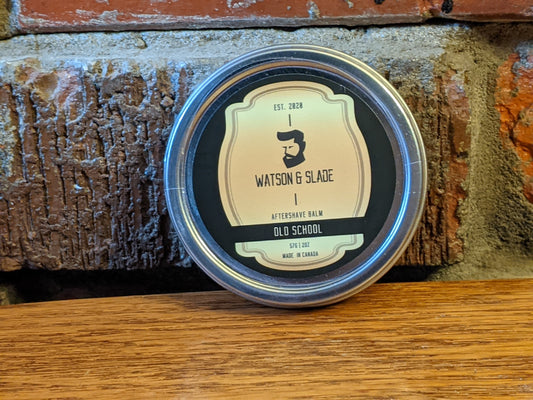 EST. 2020
WATSON & SLADE
AFTERSHAVE BALM
OLD SCHOOL
57G | 2OZ
MADE IN CANADA